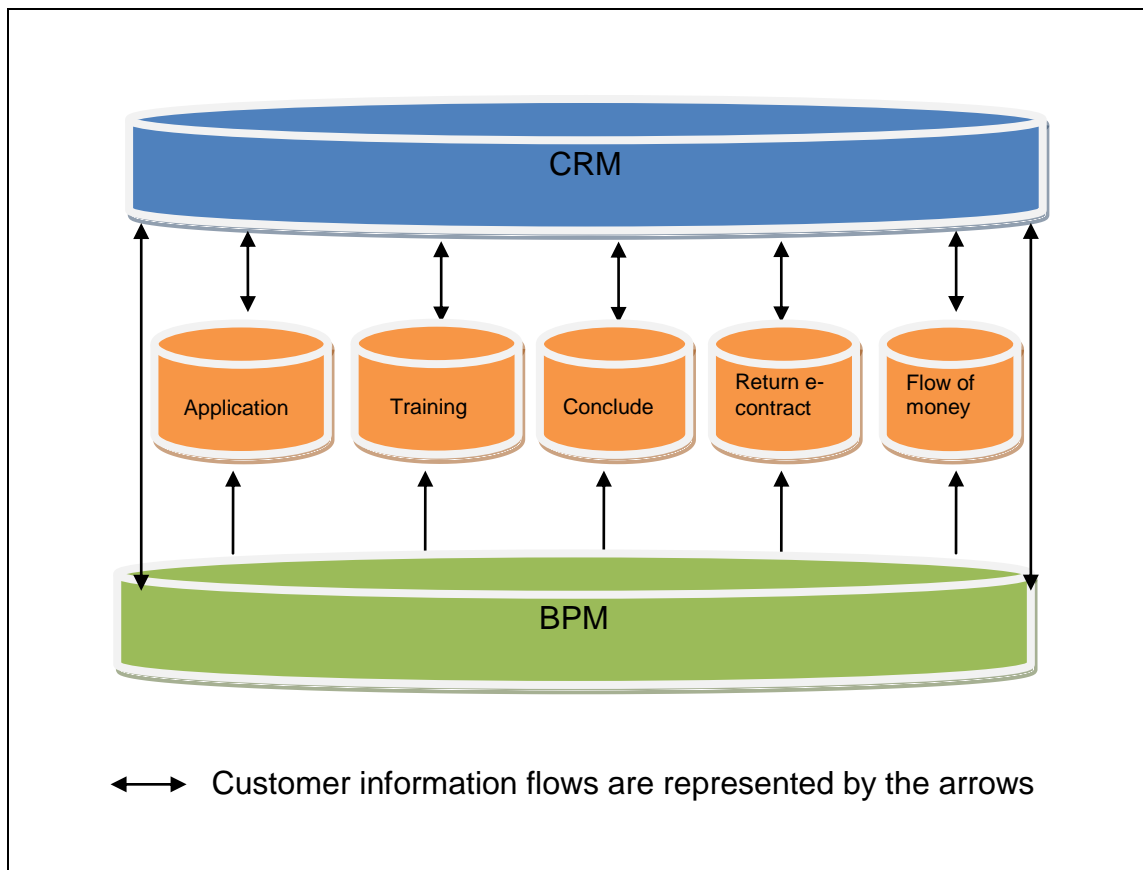 CRM
Application
Training
Conclude
Return e-
contract
Flow of
money
BPM
Customer information flows are represented by the arrows